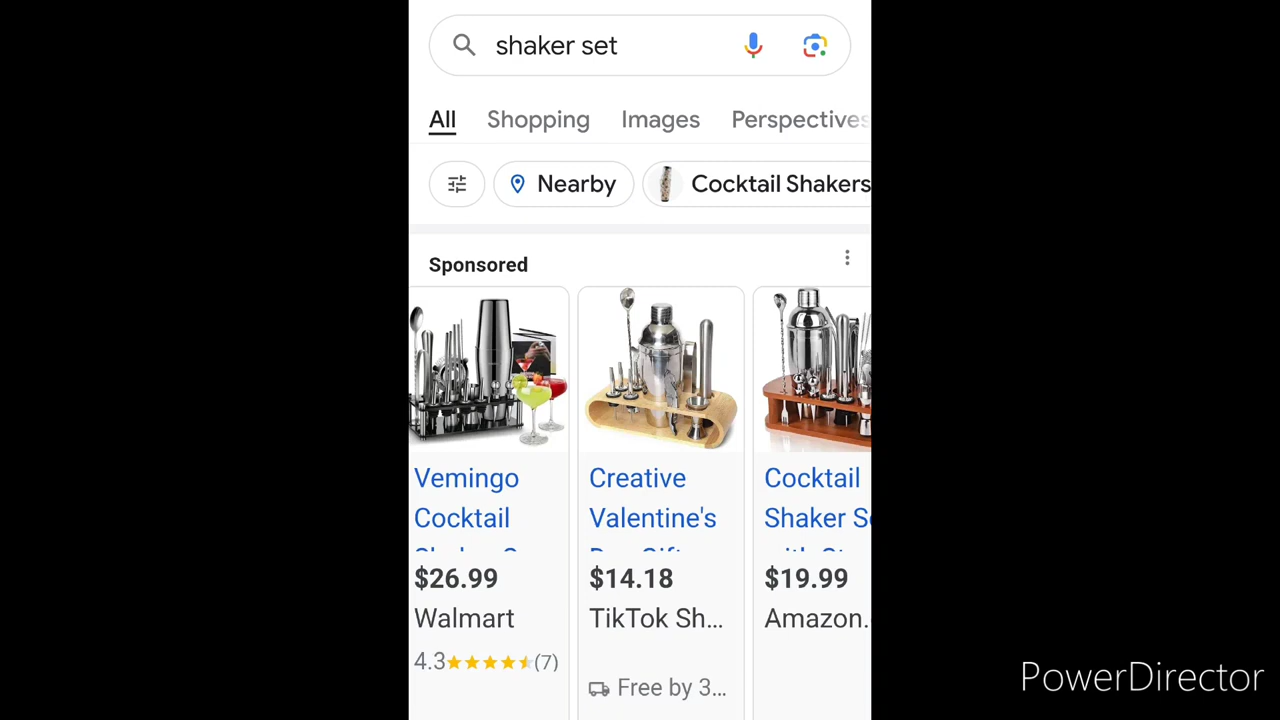 shaker set
All Shopping Images Perspectives
Nearby Cocktail Shakers
Sponsored
Vemingo
Cocktail
$26.99
Walmart
4.3 (7)
Creative
Valentine's
$14.18
TikTok Sh...
Free by 3...
Cocktail
Shaker
$19.99
Amazon.
PowerDirector